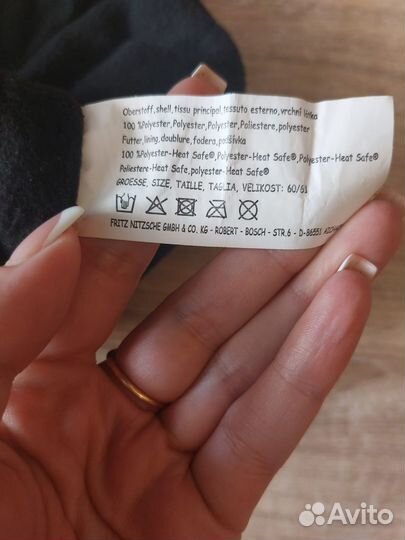 Oberstoff,shell,tissu principal,tessuto esterno,vrchní látka
100 %Polyester,Polyester,Polyrster,Poliestere,polyester
Futter,lining,doublure,fodera,podšívka
100 %Polyester-Heat Safe®,Polyester-Heat Safe®,Polyester-Heat Safe®
Poliestere-Heat Safe,polyester-Heat Safe®
GROESSE, SIZE, TAILLE, TAGLIA, VELIKOST: 60/61
FRITZ NITZSCHE GMBH & CO. KG - ROBERT - BOSCH - STR.6 - D-86551
Avito